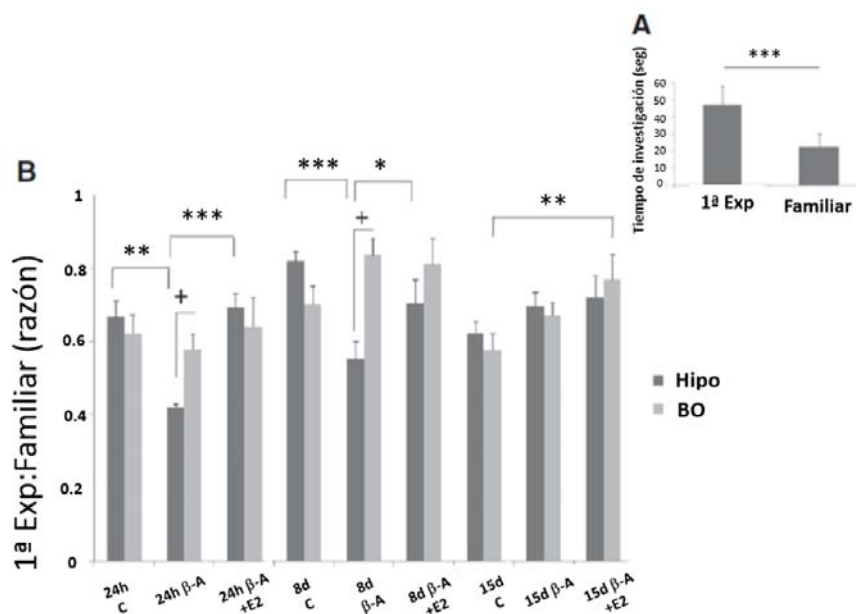 A
Tiempo de investigación (seg)
***
60
50
40
30
20
10
0
1ª Exp
Familiar
B
1ª Exp:Familiar (razón)
1
0.8
0.6
0.4
0.2
0
**
***
+
***
*
+
**
24h
C
24h β-A
24h β-A
+E2
8d
C
8d
β-A
8d β-A
+E2
15d
C
15d β-A
15d β-A
+E2
Hipo
BO